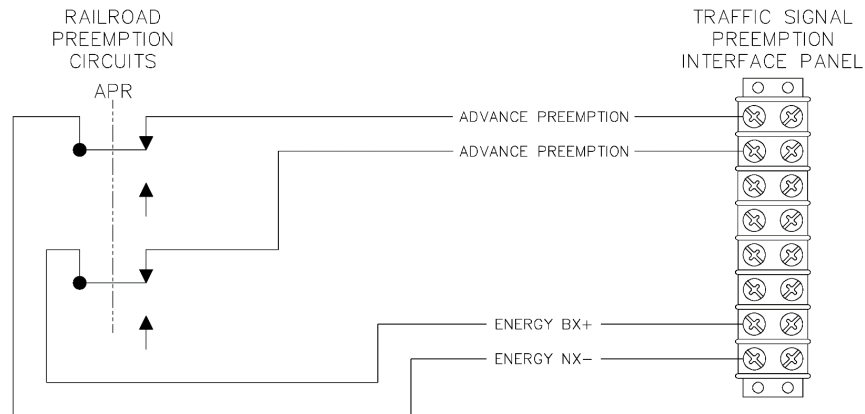 RAILROAD
PREEMPTION
CIRCUITS
APR
TRAFFIC SIGNAL
PREEMPTION
INTERFACE PANEL
ADVANCE PREEMPTION
ADVANCE PREEMPTION
ENERGY BX+
ENERGY NX-